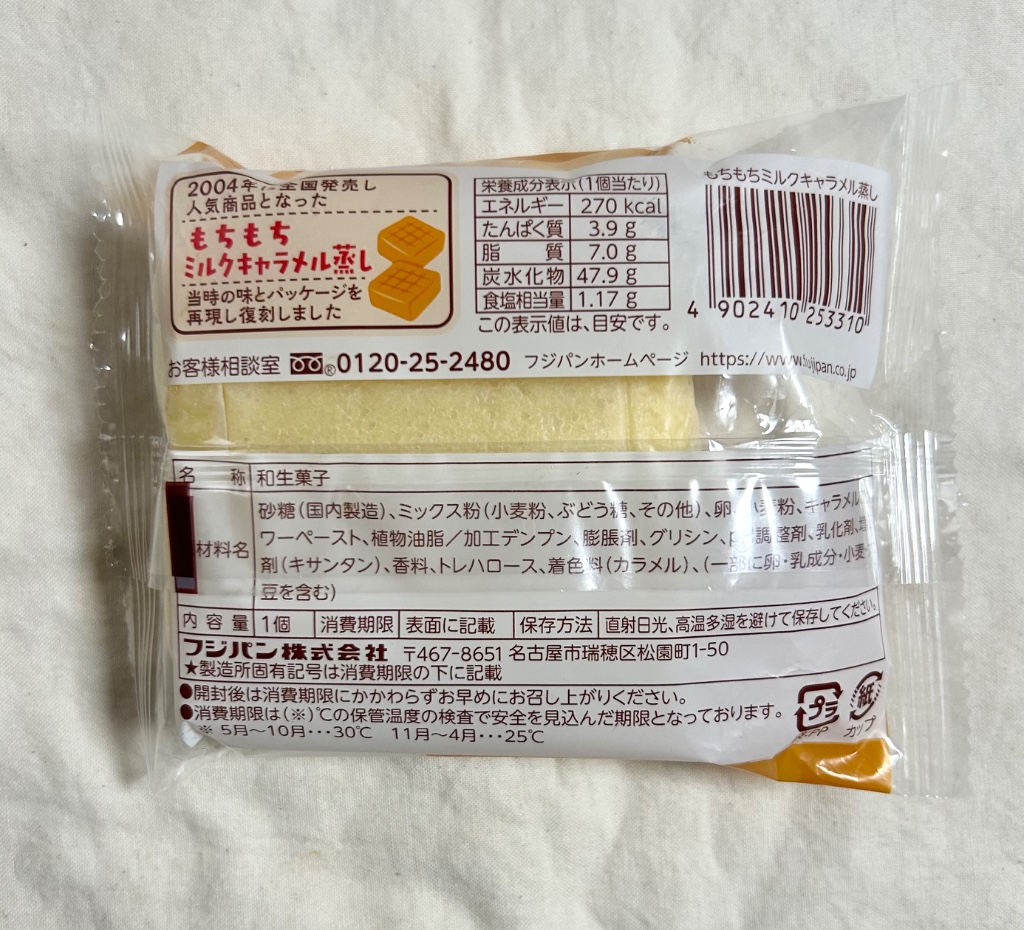 2004年に全国発売し
人気商品となった
もちもち
ミルクキャラメル蒸し
当時の味とパッケージを
再現し復刻しました
栄養成分表示(1個当たり)
エネルギー 270 kcal
たんぱく質 3.9 g
脂 質 7.0 g
炭水化物 47.9 g
食塩相当量 1.17 g
この表示値は、目安です。
もちもちミルクキャラメル蒸し
4 902410 253310
お客様相談室 ®0120-25-2480 フジパンホームページ https://www.fujipan.co.jp
名 称 和生菓子
材料名 砂糖(国内製造)、ミックス粉(小麦粉、ぶどう糖、その他)、卵、小麦粉、キャラメル
ワーペースト、植物油脂/加工デンプン、膨脹剤、グリシン、pH調整剤、乳化剤、
剤(キサンタン)、香料、トレハロース、着色料(カラメル)、(一部に卵・乳成分・小麦・
豆を含む)
内容量 1個 消費期限 表面に記載 保存方法 直射日光、高温多湿を避けて保存してください。
フジパン株式会社 〒467-8651 名古屋市瑞穂区松園町1-50
★製造所固有記号は消費期限の下に記載
●開封後は消費期限にかかわらずお早めにお召し上がりください。
●消費期限は(※)℃の保管温度の検査で安全を見込んだ期限となっております。
※ 5月～10月・・・30℃ 11月～4月・・・25℃
プラ
紙
カップ